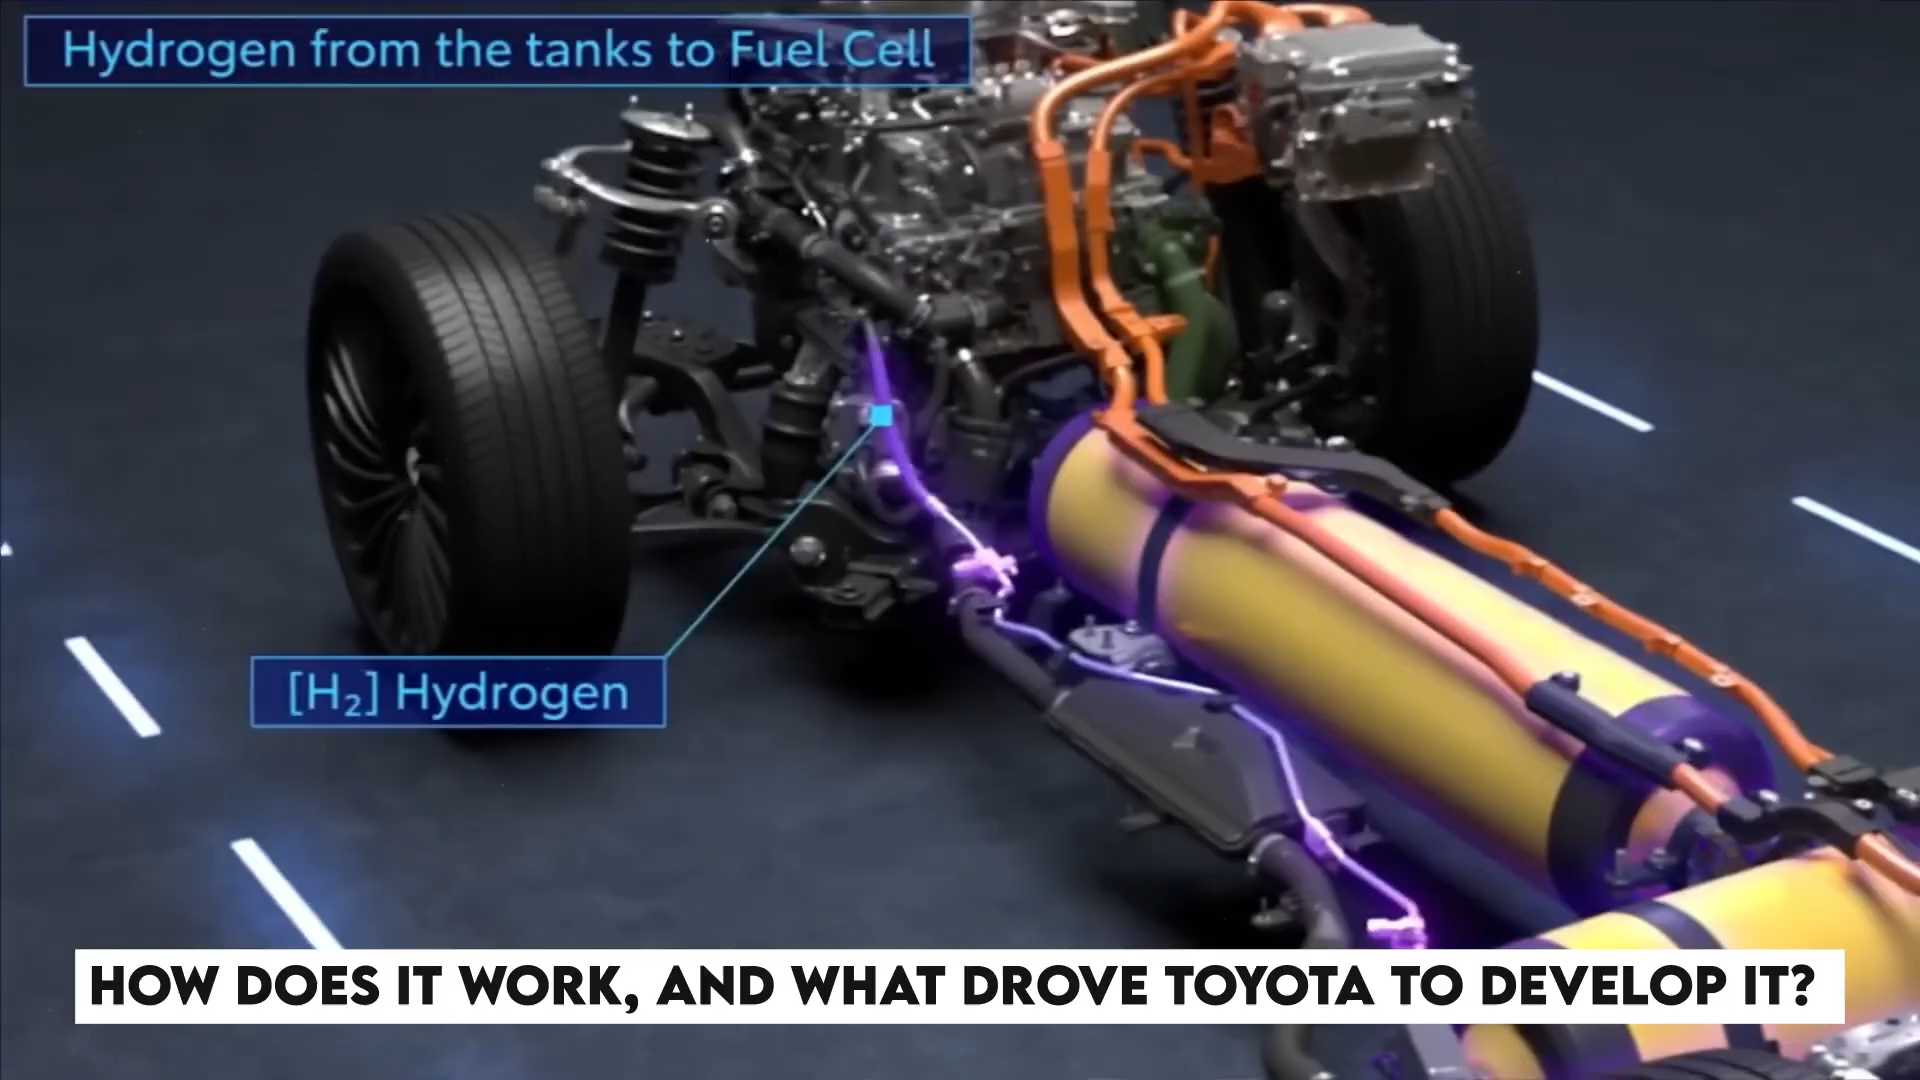 Hydrogen from the tanks to Fuel Cell
[H₂] Hydrogen
HOW DOES IT WORK, AND WHAT DROVE TOYOTA TO DEVELOP IT?